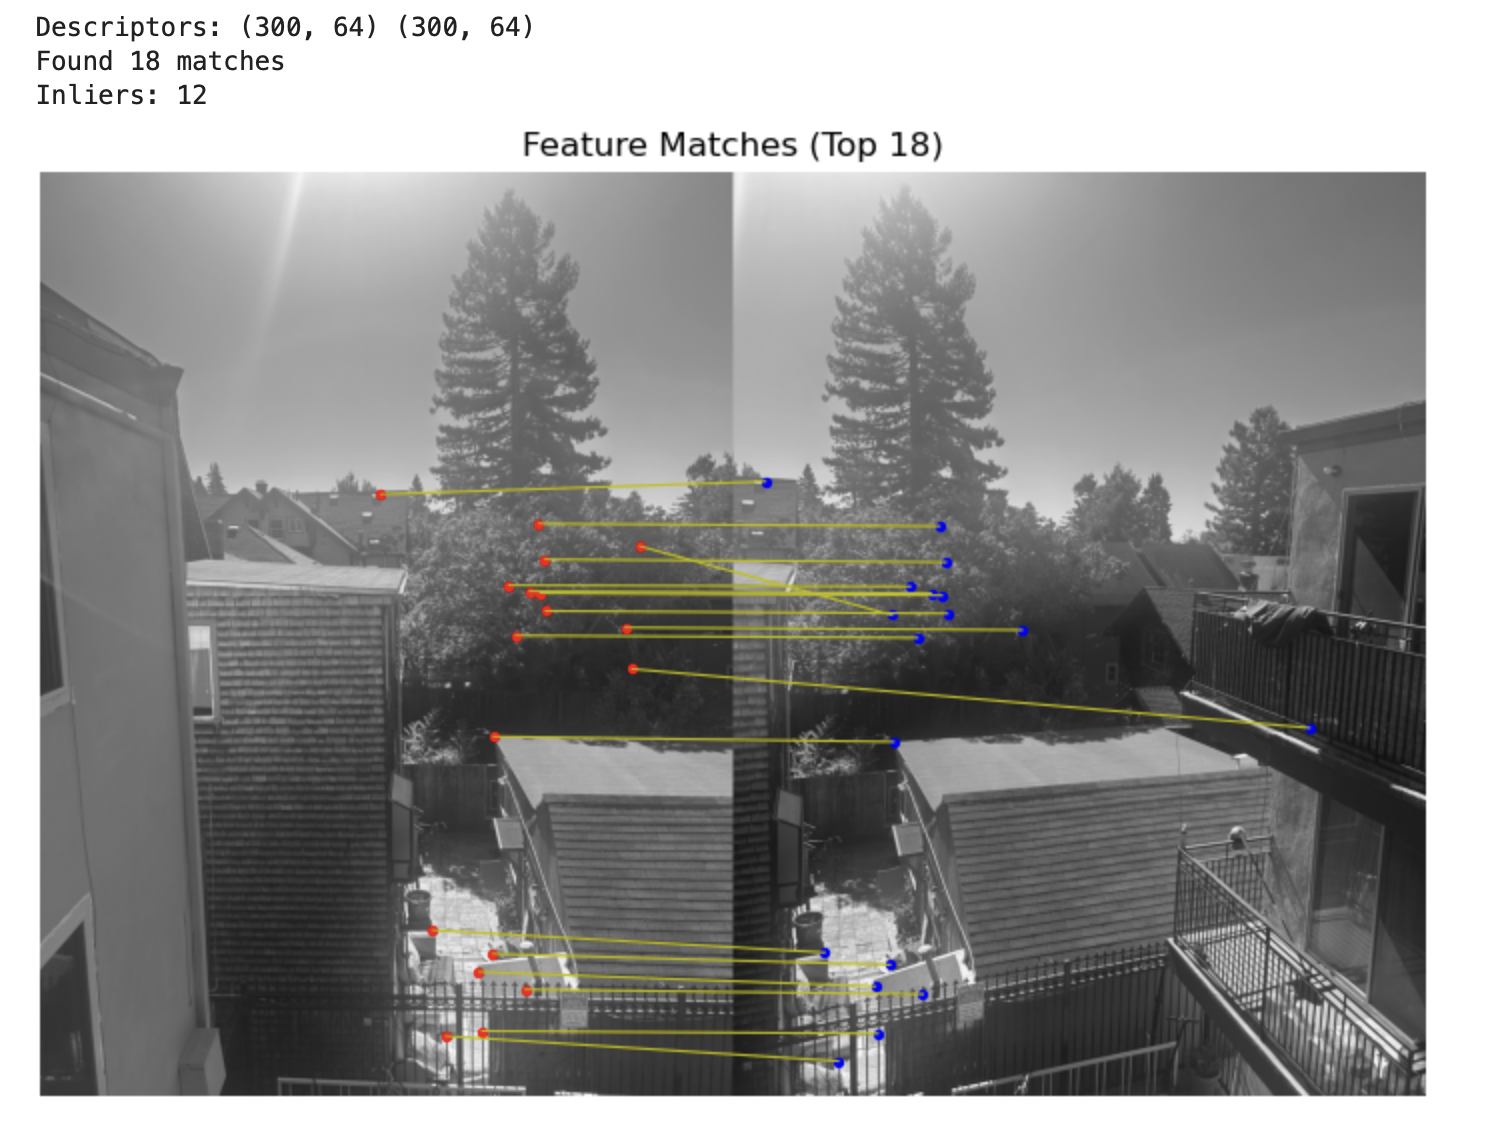 Descriptors: (300, 64) (300, 64)
Found 18 matches
Inliers: 12
Feature Matches (Top 18)